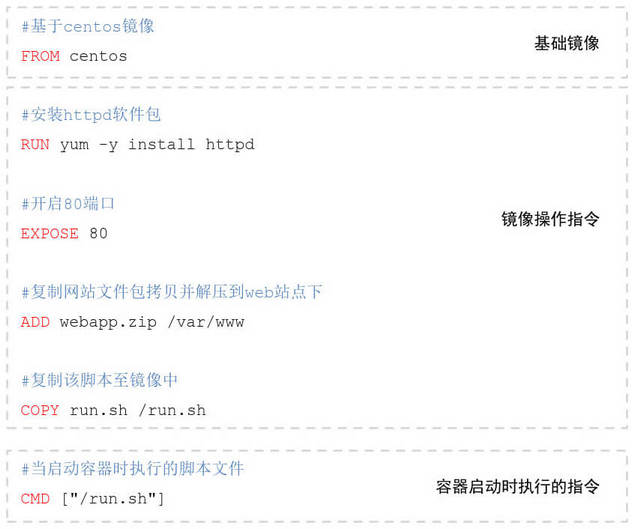 #基于centos镜像
FROM centos
基础镜像
#安装httpd软件包
RUN yum -y install httpd
#开启80端口
EXPOSE 80
镜像操作指令
#复制网站文件包拷贝并解压到web站点下
ADD webapp.zip /var/www
#复制该脚本至镜像中
COPY run.sh /run.sh
#当启动容器时执行的脚本文件
CMD ["/run.sh"]
容器启动时执行的指令